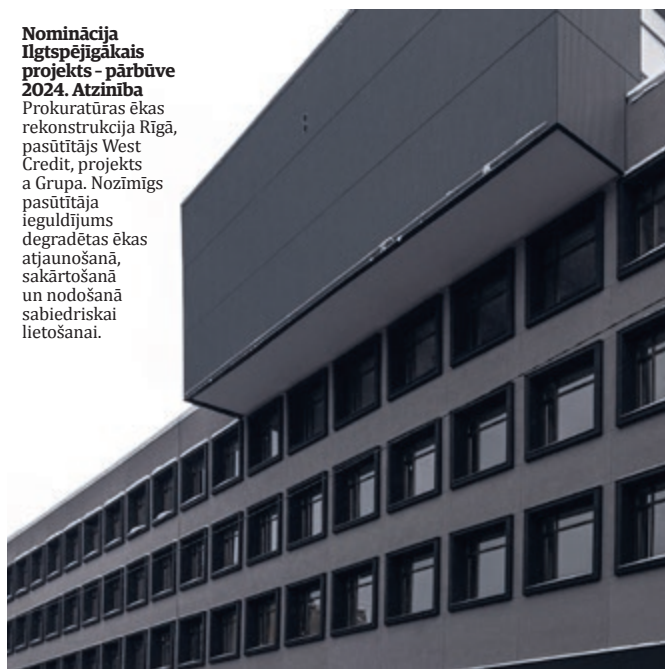 Nominācija
Ilgtspējīgākais
projekts – pārbūve
2024. Atzinība
Prokuratūras ēkas
rekonstrukcija Rīgā,
pasūtītājs West
Credit, projekts
a Grupa. Nozīmīgs
pasūtītāja
ieguldījums
degradētas ēkas
atjaunošanā,
sakārtošanā
un nodošanā
sabiedriskai
lietošanai.